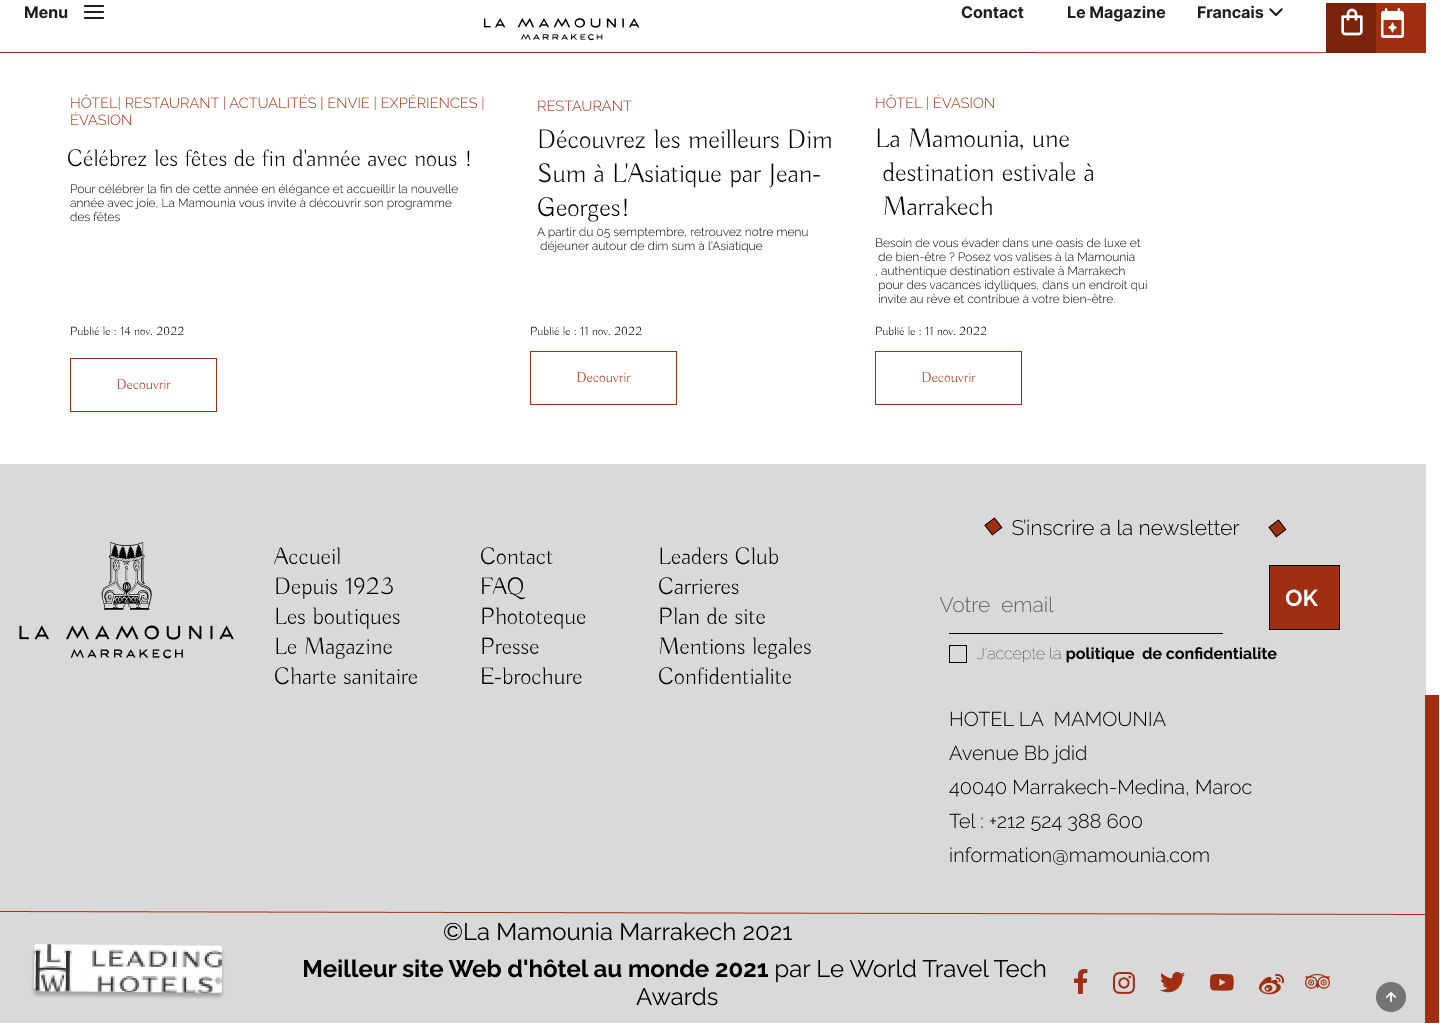 Menu
LA MAMOUNIA
MARRAKECH
Contact
Le Magazine
Francais
HÔTEL| RESTAURANT | ACTUALITÉS | ENVIE | EXPÉRIENCES |
ÉVASION
Célébrez les fêtes de fin d'année avec nous !
Pour célébrer la fin de cette année en élégance et accueillir la nouvelle
année avec joie, La Mamounia vous invite à découvrir son programme
des fêtes
Publié le : 14 nov. 2022
Decouvrir
RESTAURANT
Découvrez les meilleurs Dim
Sum à L'Asiatique par Jean-
Georges!
A partir du 05 semptembre, retrouvez notre menu
déjeuner autour de dim sum à l'Asiatique
Publié le : 11 nov. 2022
Decouvrir
HÔTEL | ÉVASION
La Mamounia, une
destination estivale à
Marrakech
Besoin de vous évader dans une oasis de luxe et
de bien-être ? Posez vos valises à la Mamounia
, authentique destination estivale à Marrakech
pour des vacances idylliques, dans un endroit qui
invite au rêve et contribue à votre bien-être.
Publié le : 11 nov. 2022
Decouvrir
LA MAMOUNIA
MARRAKECH
Accueil
Depuis 1923
Les boutiques
Le Magazine
Charte sanitaire
Contact
FAQ
Phototeque
Presse
E-brochure
Leaders Club
Carrieres
Plan de site
Mentions legales
Confidentialite
S'inscrire a la newsletter
Votre email
OK
J'accepte la politique de confidentialite
HOTEL LA MAMOUNIA
Avenue Bb jdid
40040 Marrakech-Medina, Maroc
Tel : +212 524 388 600
information@mamounia.com
LHW LEADING
HOTELS®
©La Mamounia Marrakech 2021
Meilleur site Web d'hôtel au monde 2021 par Le World Travel Tech
Awards